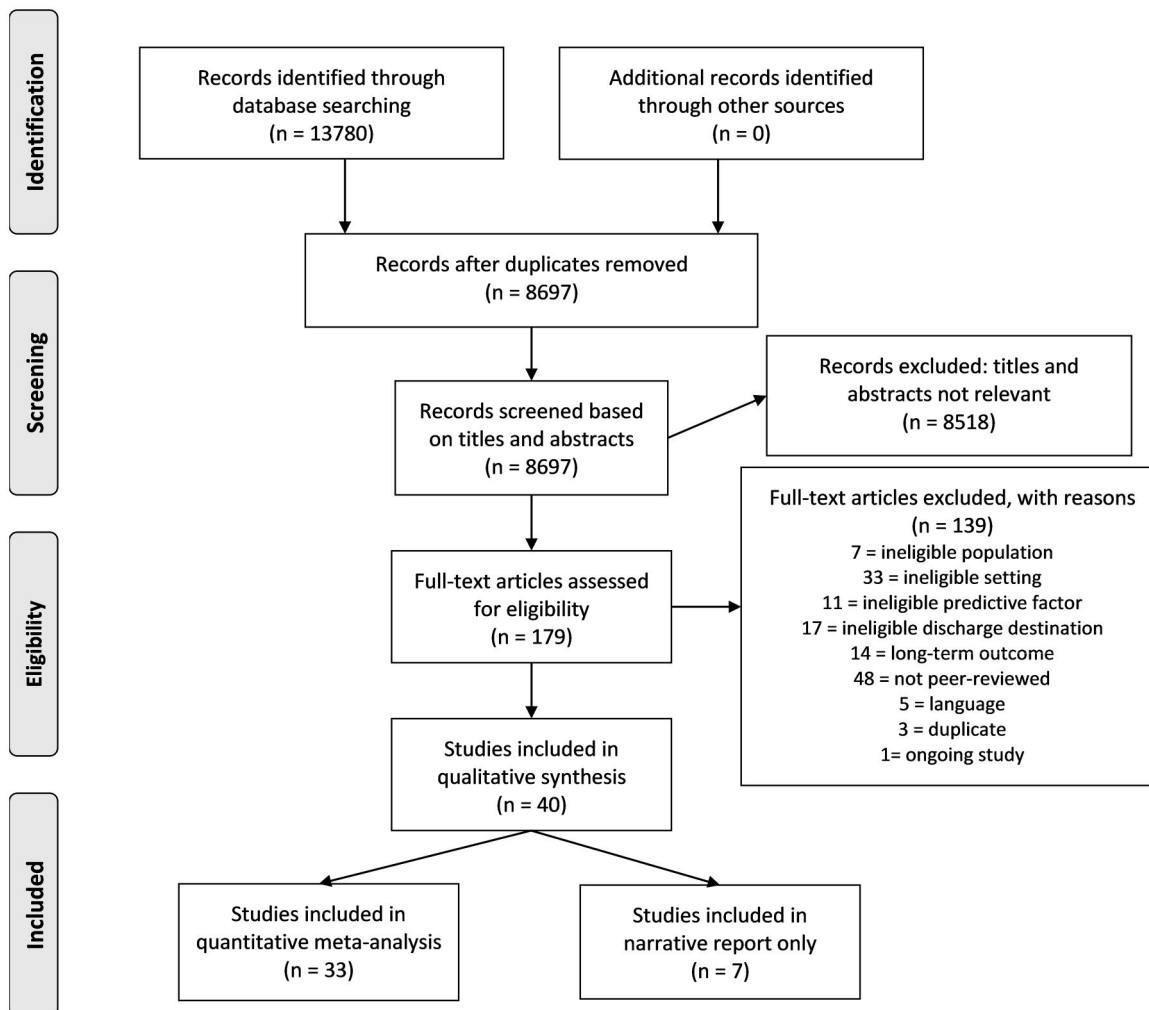 Identification
Records identified through
database searching
(n = 13780)
Additional records identified
through other sources
(n = 0)
Records after duplicates removed
(n = 8697)
Screening
Records screened based
on titles and abstracts
(n = 8697)
Records excluded: titles and
abstracts not relevant
(n = 8518)
Eligibility
Full-text articles assessed
for eligibility
(n = 179)
Full-text articles excluded, with reasons
(n = 139)
7 = ineligible population
33 = ineligible setting
11 = ineligible predictive factor
17 = ineligible discharge destination
14 = long-term outcome
48 = not peer-reviewed
5 = language
3 = duplicate
1= ongoing study
Studies included in
qualitative synthesis
(n = 40)
Included
Studies included in
quantitative meta-analysis
(n = 33)
Studies included in
narrative report only
(n = 7)